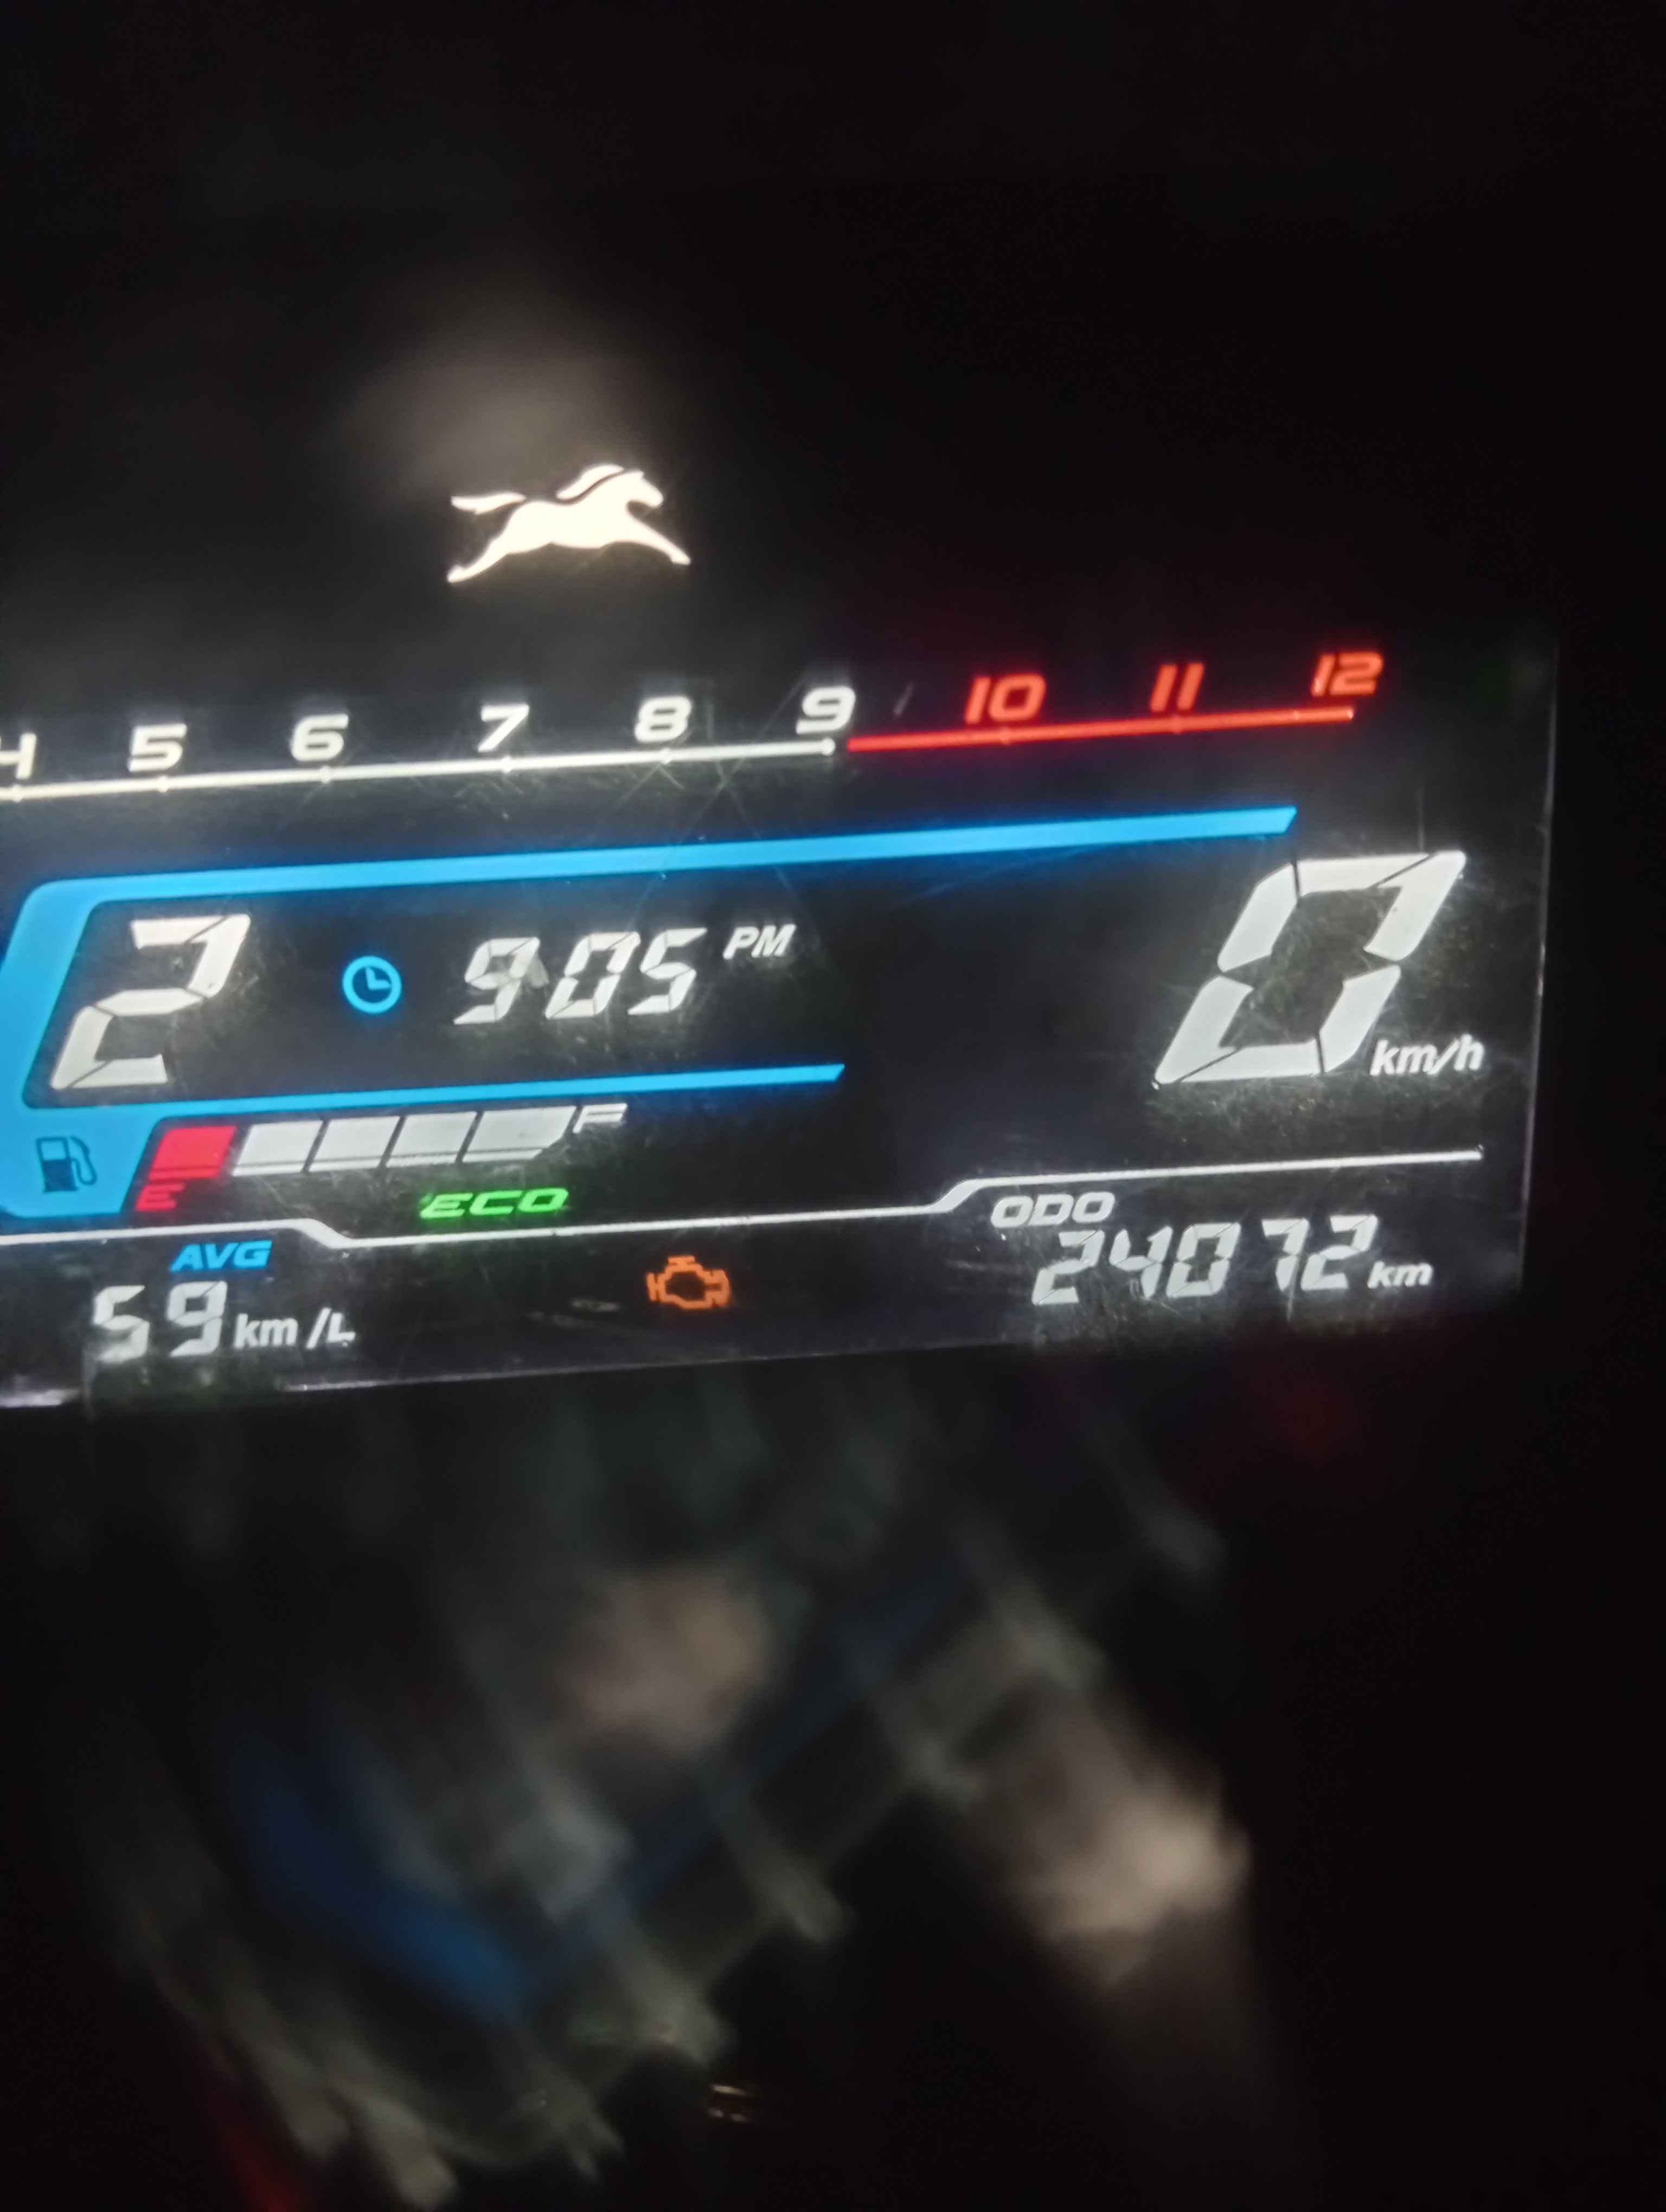 4 5 6 7 8 9 10 11 12
2 9:05 PM 0 km/h
E F
ECO
AVG ODO
59 km/L 24072 km